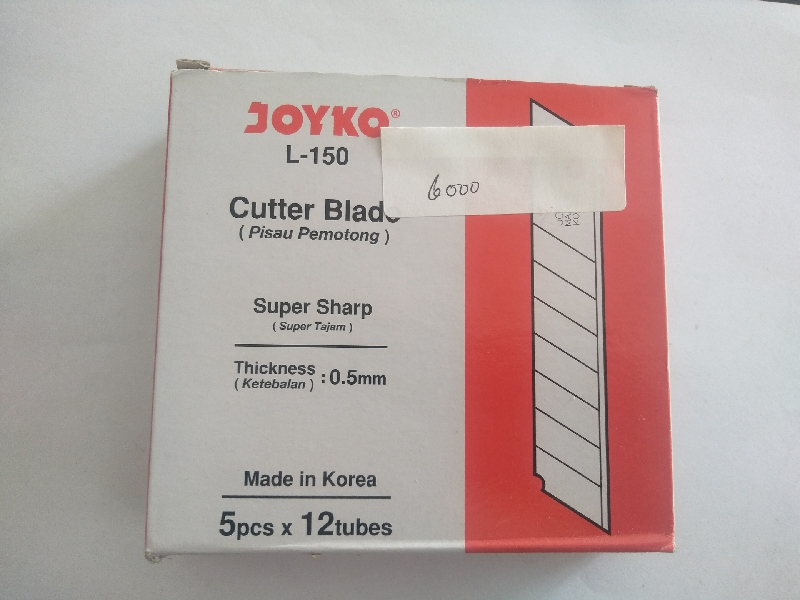 JOYKO®
L-150
6000
Cutter Blade
( Pisau Pemotong )
Super Sharp
( Super Tajam )
Thickness
( Ketebalan )
: 0.5mm
Made in Korea
5pcs x 12tubes